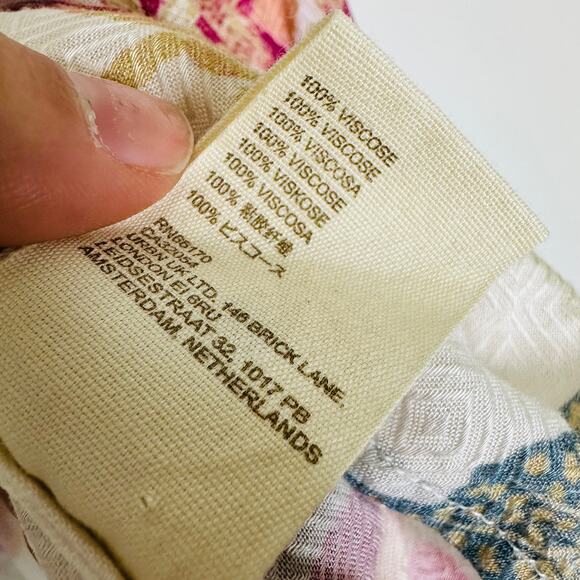 100% VISCOSE
100% VISCOSE
100% VISCOSA
100% VISCOSE
100% VISKOSE
100% VISCOSA
100% 黏胶纤维
100% ビスコース
RN66170
CA33052
URBN UK LTD, 146 BRICK LANE,
LONDON E1 6RU
LEIDSESTRAAT 32, 1017 PB
AMSTERDAM, NETHERLANDS